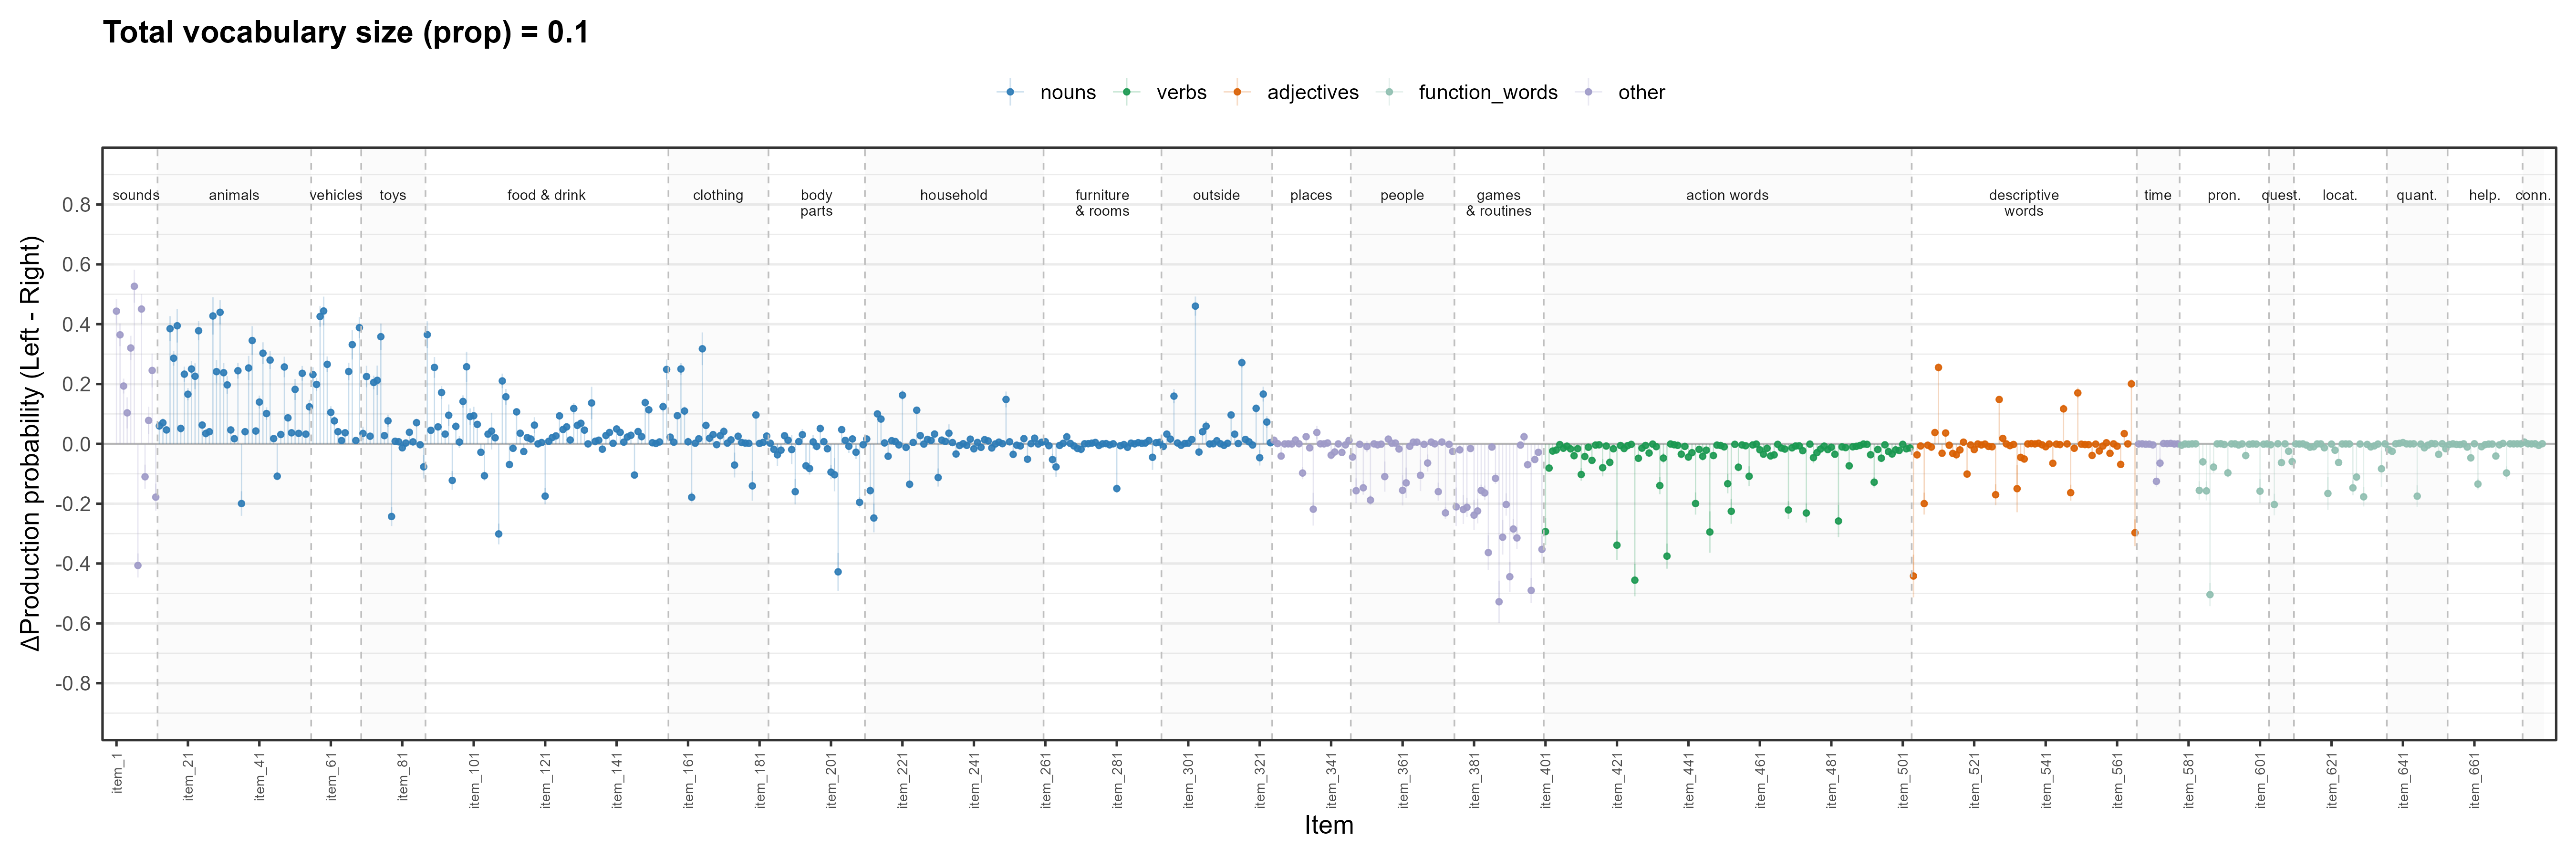 Total vocabulary size (prop) = 0.1
nouns verbs adjectives function_words other
sounds animals vehicles toys food & drink clothing body parts household furniture & rooms outside places people games & routines action words descriptive words time pron. quest. locat. quant. help. conn.
0.8
0.6
0.4
0.2
0.0
-0.2
-0.4
-0.6
-0.8
ΔProduction probability (Left - Right)
item_1 item_21 item_41 item_61 item_81 item_101 item_121 item_141 item_161 item_181 item_201 item_221 item_241 item_261 item_281 item_301 item_321 item_341 item_361 item_381 item_401 item_421 item_441 item_461 item_481 item_501 item_521 item_541 item_561 item_581 item_601 item_621 item_641 item_661
Item